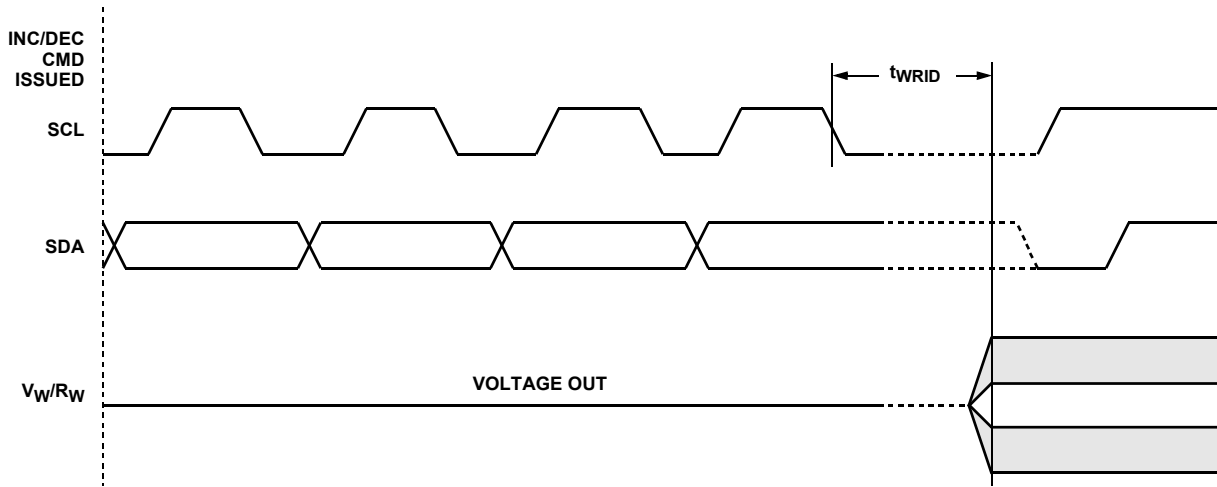 INC/DEC
CMD
ISSUED
tWRID
SCL
SDA
VOLTAGE OUT
VW/RW